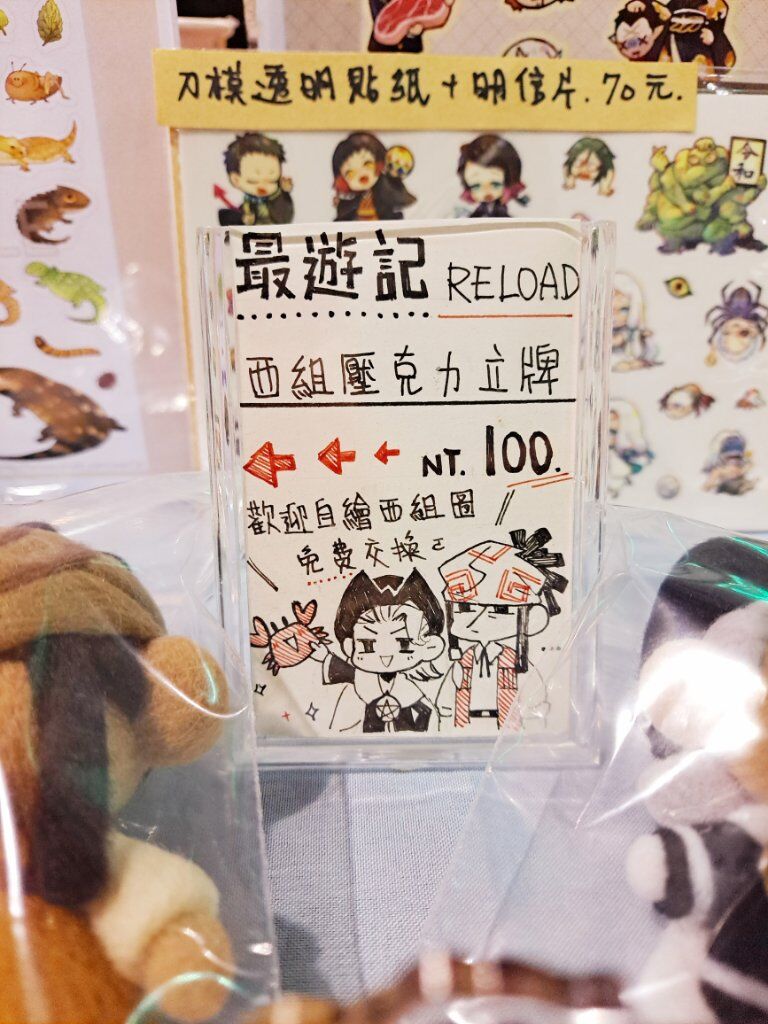 刀模透明貼紙+明信片.70元.
令和
最遊記 RELOAD
西組壓克力立牌
NT. 100.
歡迎自繪西組圖
免費交換